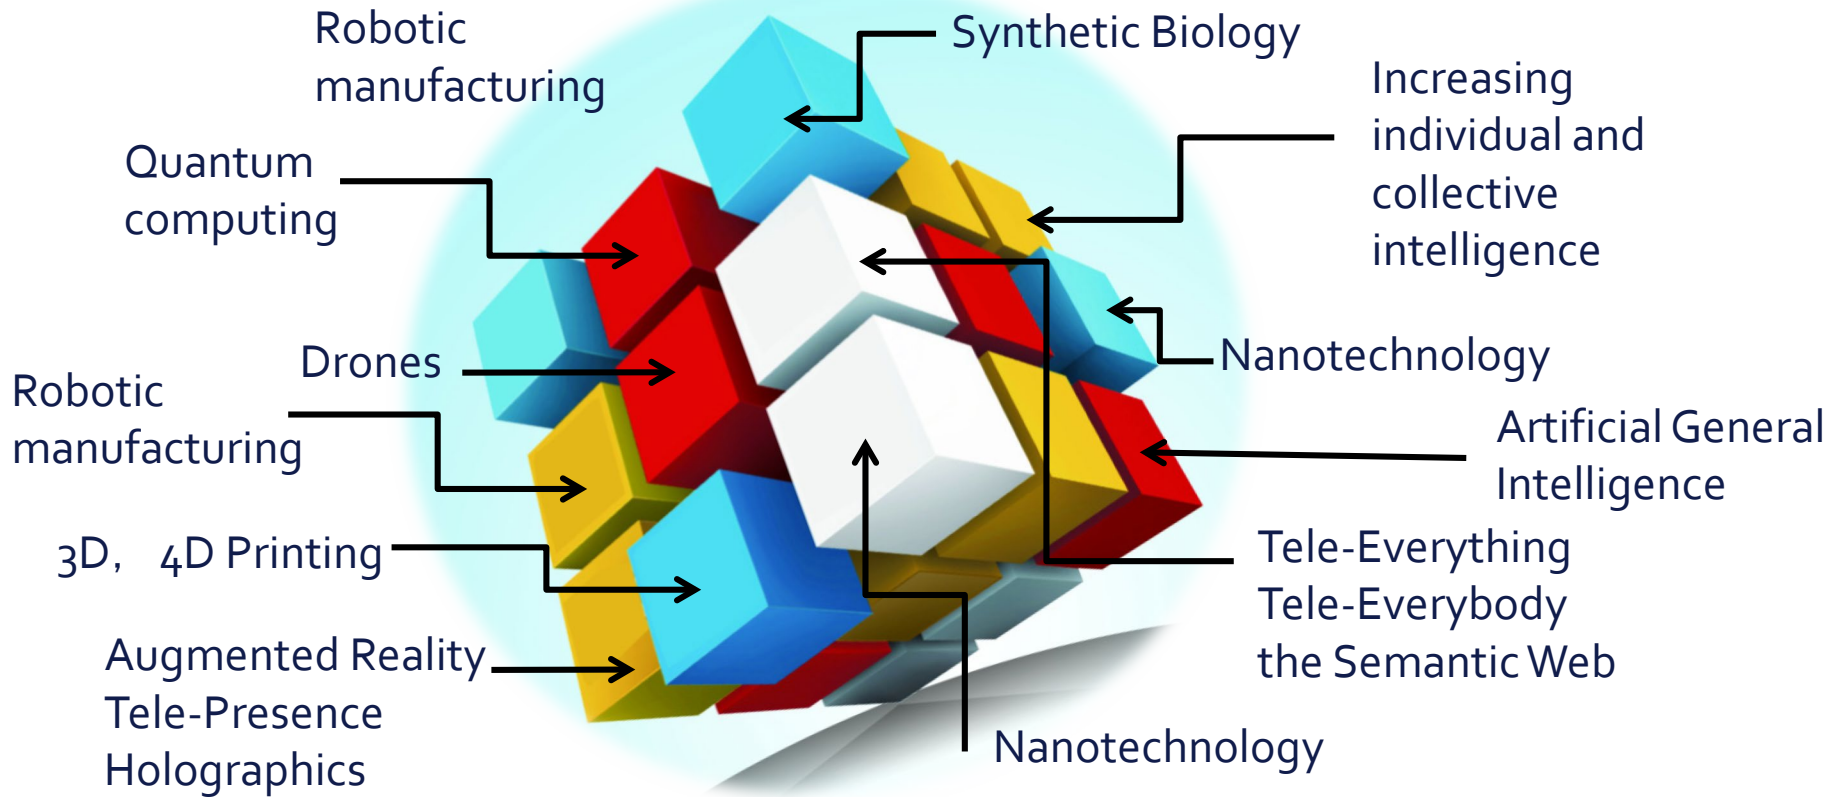 Robotic
manufacturing
Synthetic Biology
Increasing
individual and
collective
intelligence
Quantum
computing
Drones
Nanotechnology
Robotic
manufacturing
Artificial General
Intelligence
3D, 4D Printing
Tele-Everything
Tele-Everybody
the Semantic Web
Augmented Reality
Tele-Presence
Holographics
Nanotechnology